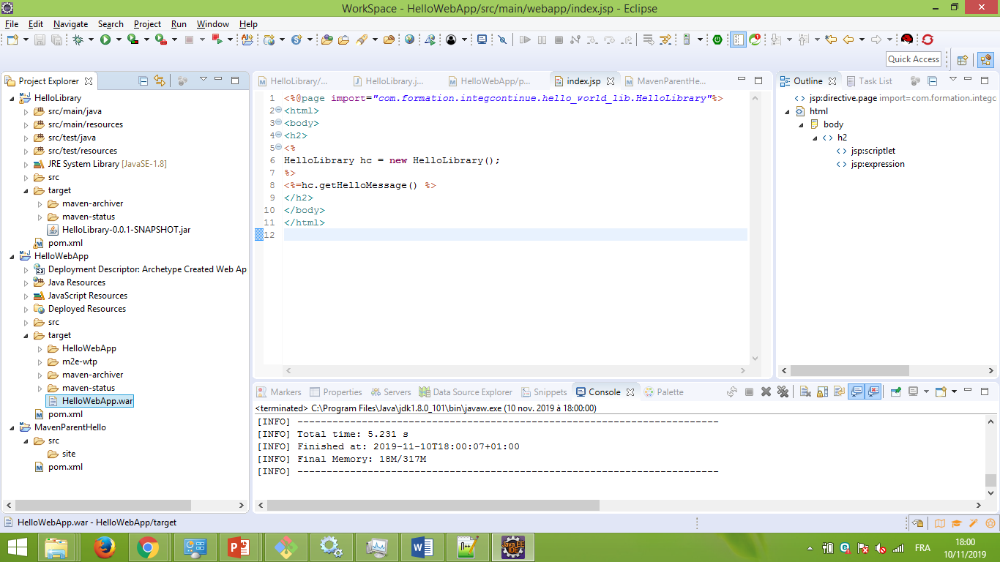 WorkSpace - HelloWebApp/src/main/webapp/index.jsp - Eclipse
File Edit Navigate Search Project Run Window Help
Quick Access
Project Explorer
HelloLibrary
src/main/java
src/main/resources
src/test/java
src/test/resources
JRE System Library [JavaSE-1.8]
src
target
maven-archiver
maven-status
HelloLibrary-0.0.1-SNAPSHOT.jar
pom.xml
HelloWebApp
Deployment Descriptor: Archetype Created Web Ap
Java Resources
JavaScript Resources
Deployed Resources
src
target
HelloWebApp
m2e-wtp
maven-archiver
maven-status
HelloWebApp.war
pom.xml
MavenParentHello
src
site
pom.xml
HelloLibrary/... HelloLibrary.j... HelloWebApp/p... index.jsp MavenParentHe...
1 <%@page import="com.formation.integcontinue.hello_world_lib.HelloLibrary"%>
2 <html>
3 <body>
4 <h2>
5 <%
6 HelloLibrary hc = new HelloLibrary();
7 %>
8 <%=hc.getHelloMessage() %>
9 </h2>
10 </body>
11 </html>
12
Outline Task List
jsp:directive.page import=com.formation.integc
html
body
h2
jsp:scriptlet
jsp:expression
Markers Properties Servers Data Source Explorer Snippets Console Palette
<terminated> C:\Program Files\Java\jdk1.8.0_101\bin\javaw.exe (10 nov. 2019 à 18:00:00)
[INFO] ------------------------------------------------------------------------
[INFO] Total time: 5.231 s
[INFO] Finished at: 2019-11-10T18:00:07+01:00
[INFO] Final Memory: 18M/317M
[INFO] ------------------------------------------------------------------------
HelloWebApp.war - HelloWebApp/target
Java EE
IDE
FRA
18:00
10/11/2019